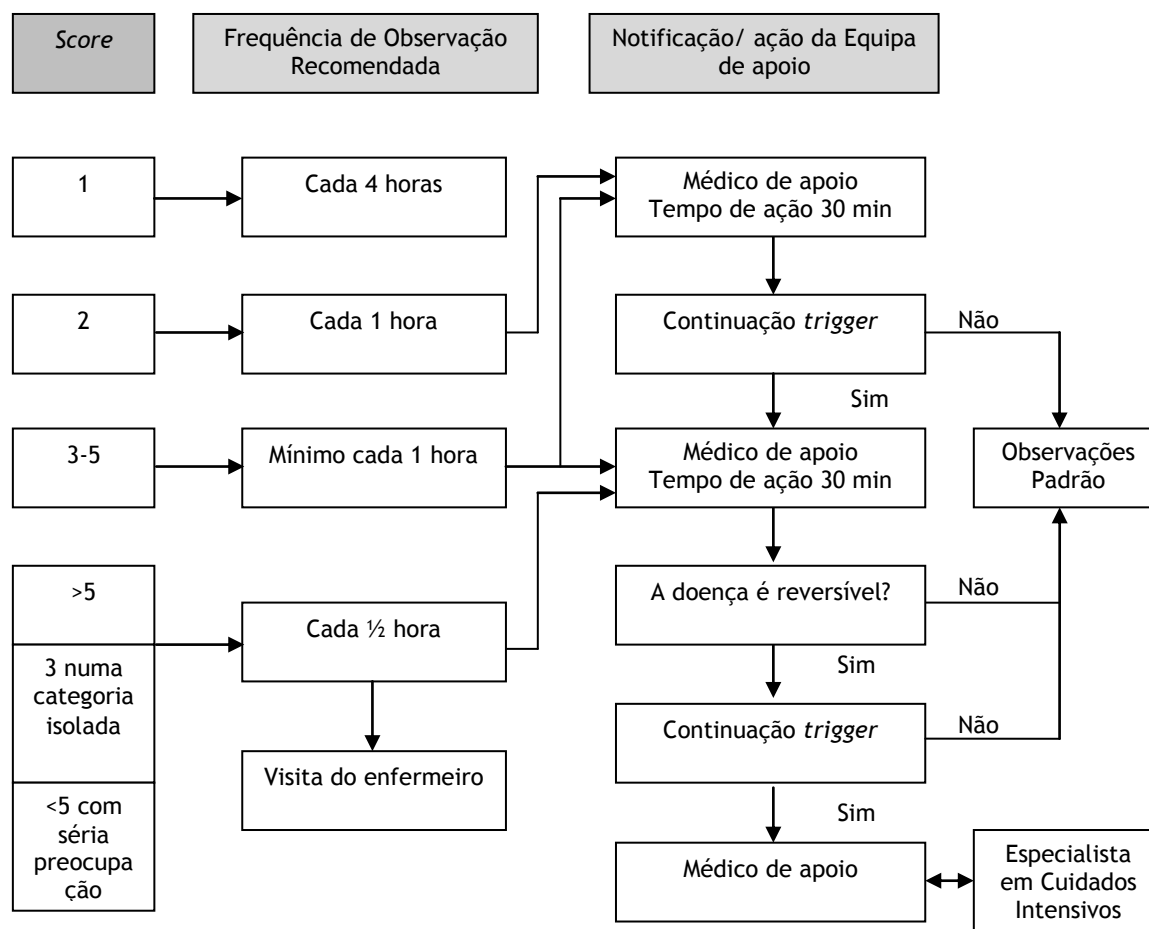 Score
Frequência de Observação
Recomendada
Notificação/ ação da Equipa
de apoio
1
Cada 4 horas
Médico de apoio
Tempo de ação 30 min
2
Cada 1 hora
Continuação trigger
Não
Sim
3-5
Mínimo cada 1 hora
Médico de apoio
Tempo de ação 30 min
Observações
Padrão
>5
Cada ½ hora
A doença é reversível?
Não
Sim
3 numa
categoria
isolada
Visita do enfermeiro
Continuação trigger
Não
Sim
<5 com
séria
preocupa
ção
Médico de apoio
Especialista
em Cuidados
Intensivos